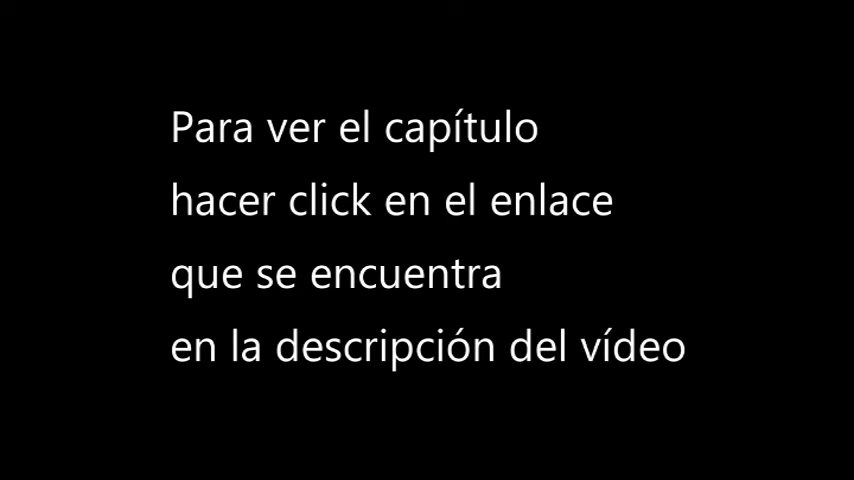 Para ver el capítulo
hacer click en el enlace
que se encuentra
en la descripción del vídeo